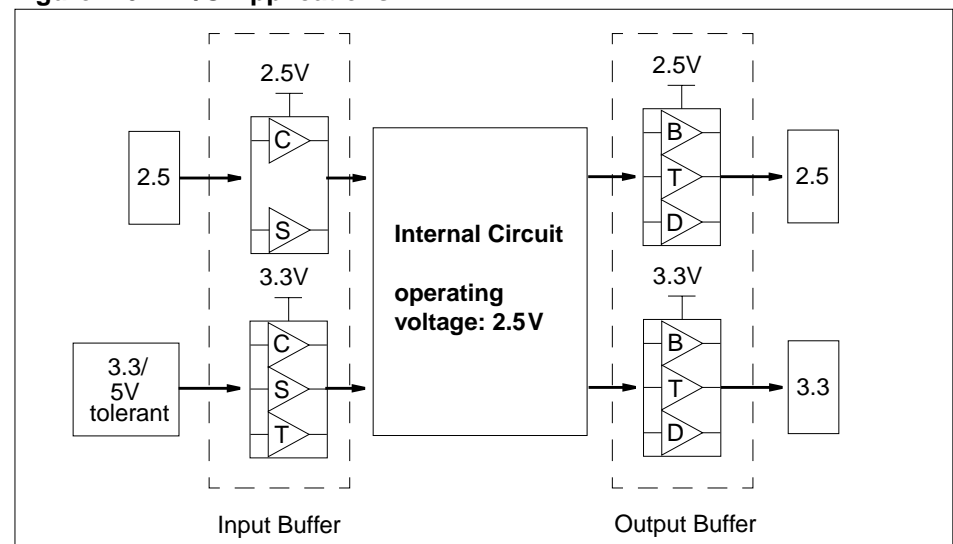 2.5V
C
S
2.5
3.3V
C
S
T
3.3/
5V
tolerant
Input Buffer
Internal Circuit
operating
voltage: 2.5V
2.5V
B
T
D
2.5
3.3V
B
T
D
3.3
Output Buffer